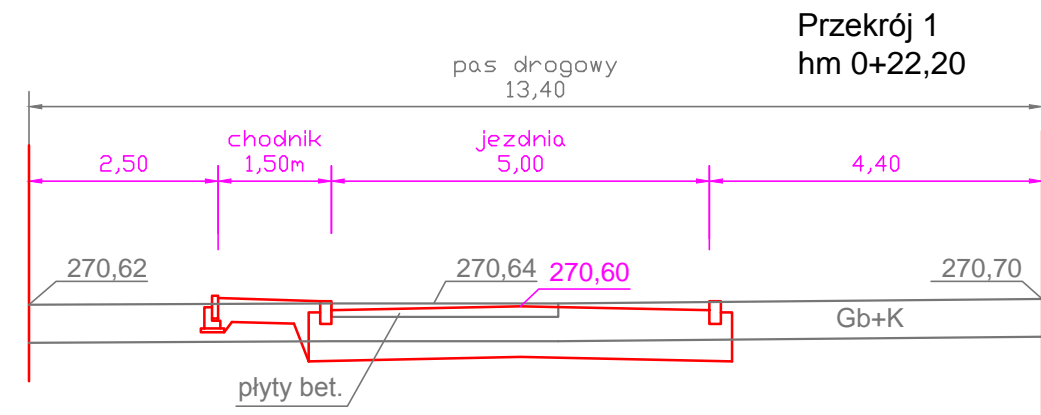 Przekrój 1
hm 0+22,20
pas drogowy
13,40
chodnik
jezdnia
2,50
1,50m
5,00
4,40
270,62
270,64
270,60
270,70
Gb+K
płyty bet.